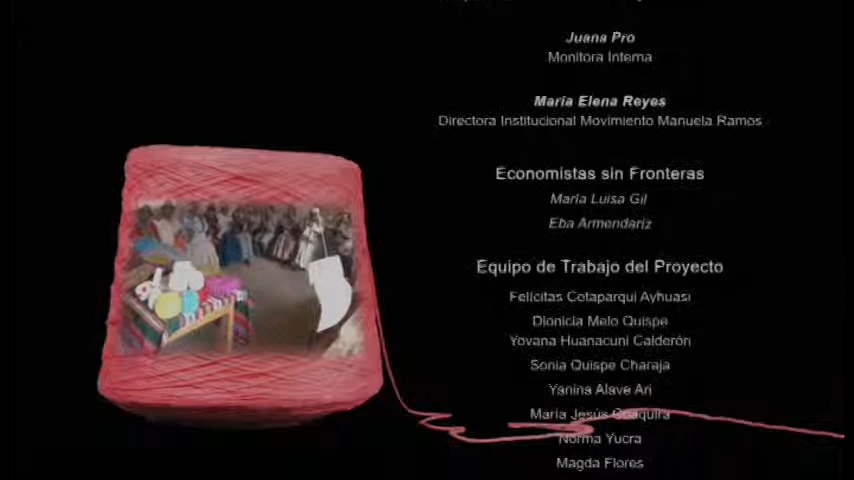 Juana Pro
Monitora Interna
María Elena Reyes
Directora Institucional Movimiento Manuela Ramos
Economistas sin Fronteras
María Luisa Gil
Eba Armendariz
Equipo de Trabajo del Proyecto
Felicitas Cotaparqui Ayhuasi
Dionicia Melo Quispe
Yovana Huanacuni Calderón
Sonia Quispe Charaja
Yanina Alave Ari
María Jesús Coaquira
Norma Yucra
Magda Flores